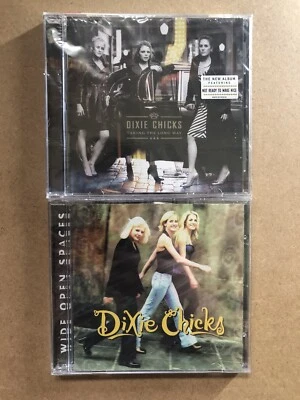 THE NEW ALBUM
FEATURING
NOT READY TO MAKE NICE
DIXIE CHICKS
TAKING THE LONG WAY
WIDE OPEN SPACES
Dixie Chicks